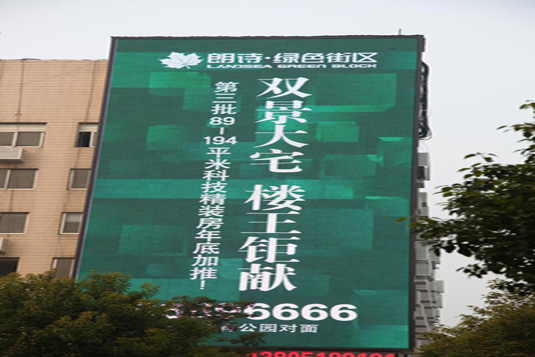 朗诗·绿色街区
LANDSEA GREEN BLOCK
双景大宅 楼王钜献
第三批89-194平米科技精装房年底加推!
6666
公园对面